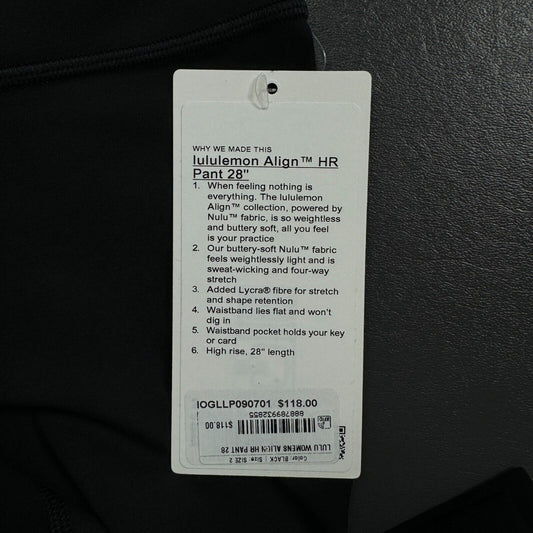 WHY WE MADE THIS
lululemon Align™ HR
Pant 28"
1. When feeling nothing is
everything. The lululemon
Align™ collection, powered by
Nulu™ fabric, is so weightless
and buttery soft, all you feel
is your practice
2. Our buttery-soft Nulu™ fabric
feels weightlessly light and is
sweat-wicking and four-way
stretch
3. Added Lycra® fibre for stretch
and shape retention
4. Waistband lies flat and won't
dig in
5. Waistband pocket holds your key
or card
6. High rise, 28" length
IOGLLP090701 $118.00
888789932855
$118.00
LULU WOMENS ALIGN HR PANT 28
Color: BLACK | Size: SIZE 2